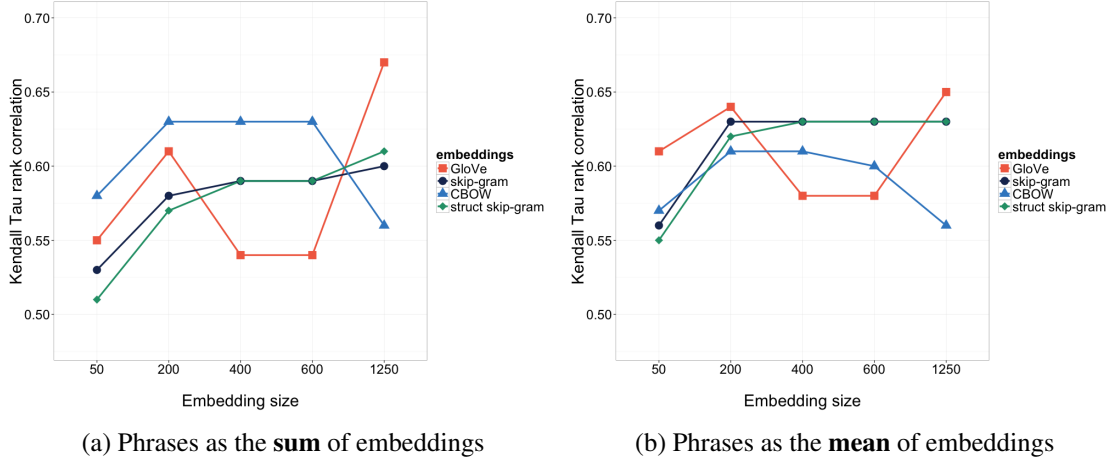 0.70
0.65
0.60
0.55
0.50
Kendall Tau rank correlation
50 200 400 600 1250
Embedding size
embeddings
GloVe
skip-gram
CBOW
struct skip-gram
(a) Phrases as the sum of embeddings
0.70
0.65
0.60
0.55
0.50
Kendall Tau rank correlation
50 200 400 600 1250
Embedding size
embeddings
GloVe
skip-gram
CBOW
struct skip-gram
(b) Phrases as the mean of embeddings